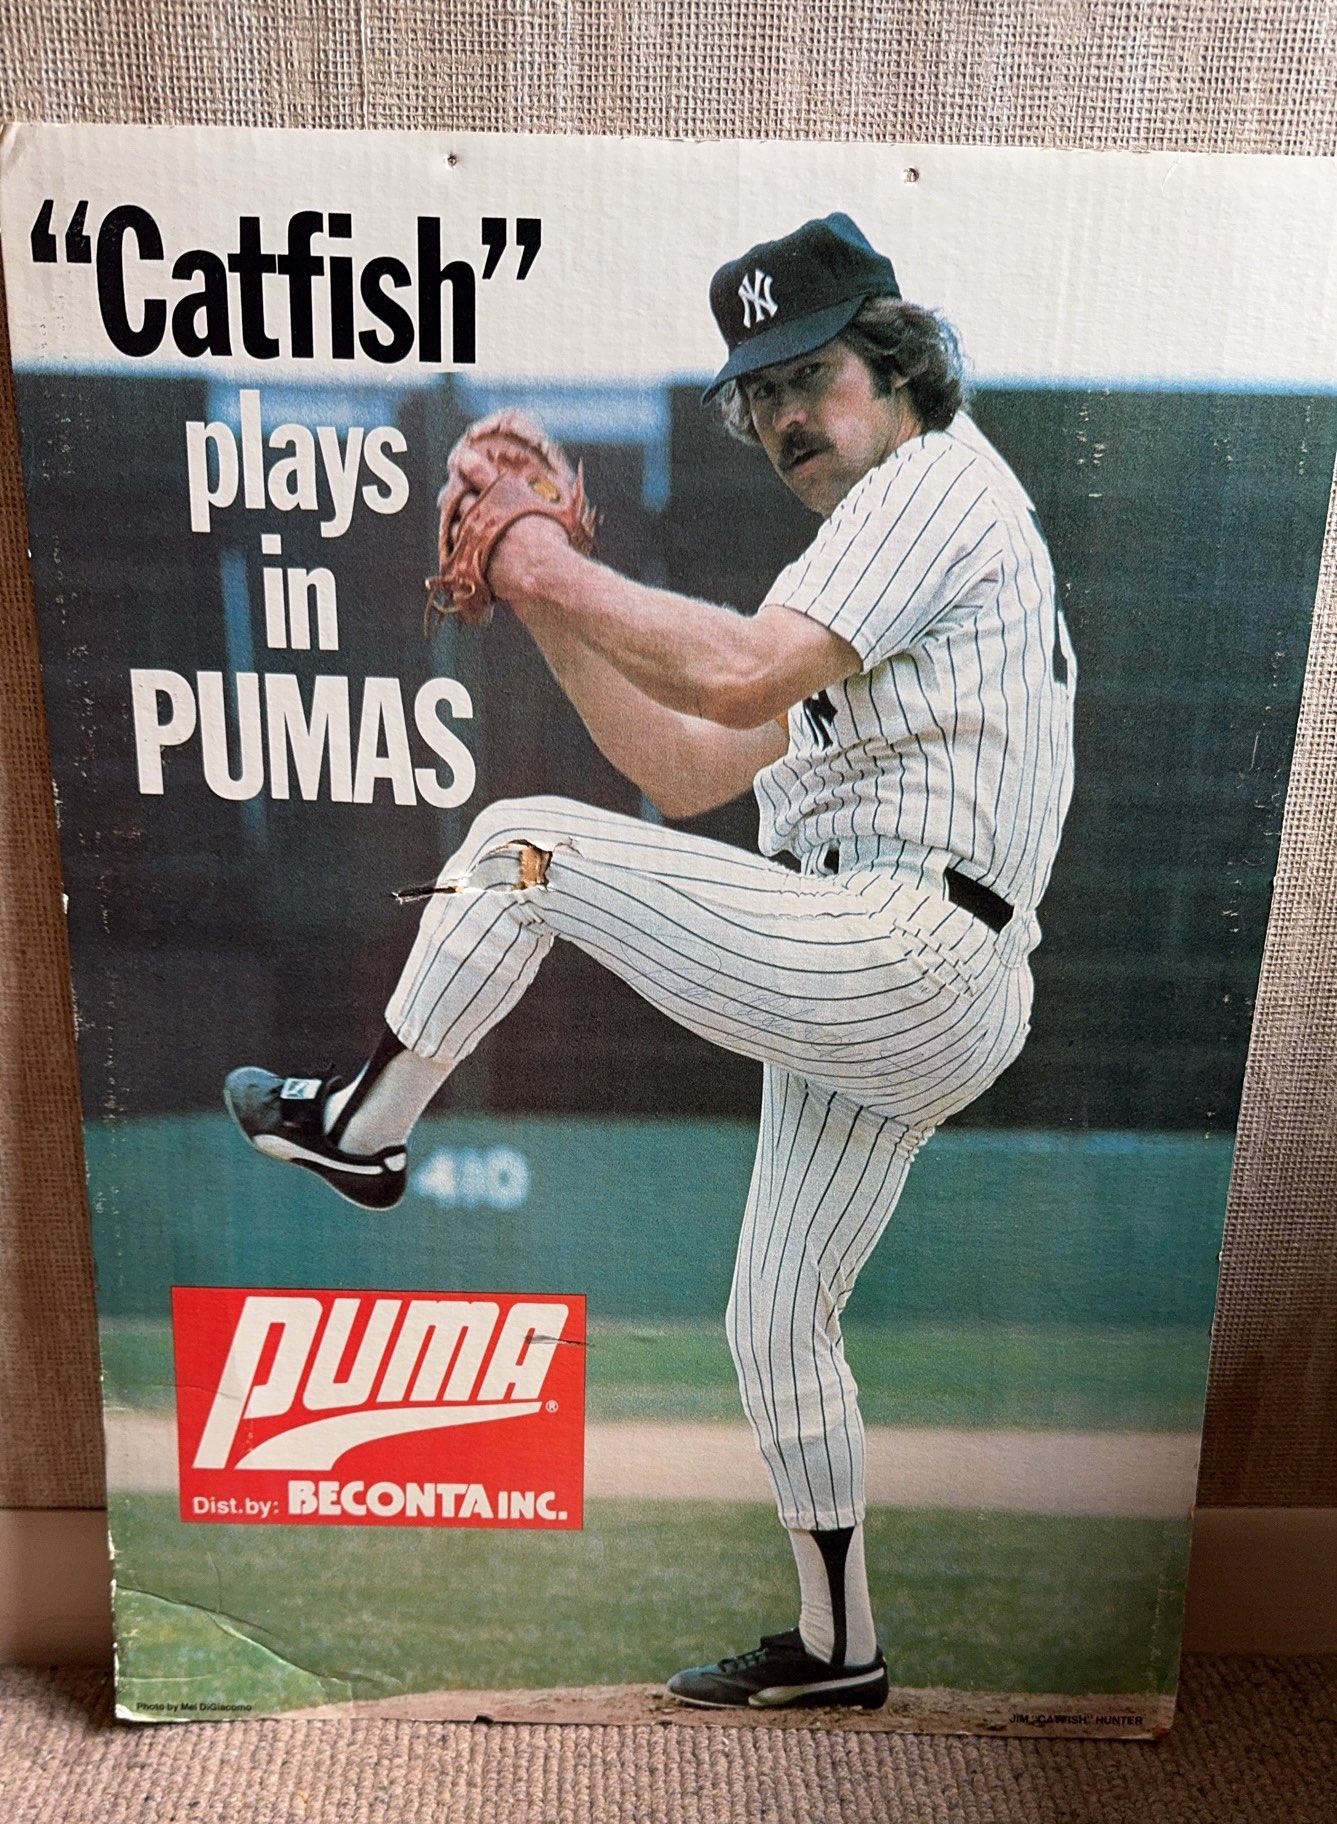 “Catfish”
plays
in
PUMAS
NY
410
PUMA®
Dist. by: BECONTA INC.
Photo by Mel DiGiacomo
JIM “CATFISH” HUNTER